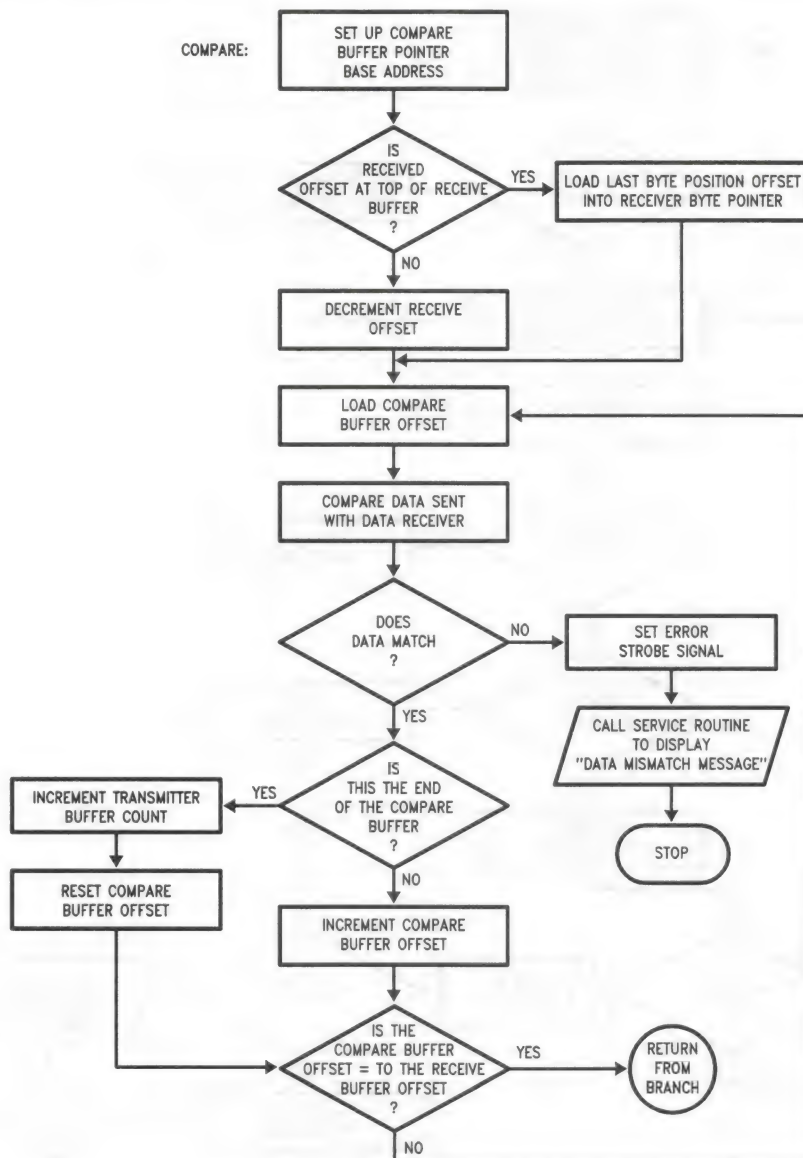 COMPARE:
SET UP COMPARE
BUFFER POINTER
BASE ADDRESS
IS
RECEIVED
OFFSET AT TOP OF RECEIVE
BUFFER
?
YES
LOAD LAST BYTE POSITION OFFSET
INTO RECEIVER BYTE POINTER
NO
DECREMENT RECEIVE
OFFSET
LOAD COMPARE
BUFFER OFFSET
COMPARE DATA SENT
WITH DATA RECEIVER
DOES
DATA MATCH
?
NO
SET ERROR
STROBE SIGNAL
CALL SERVICE ROUTINE
TO DISPLAY
"DATA MISMATCH MESSAGE"
STOP
YES
IS
THIS THE END
OF THE COMPARE
BUFFER
?
YES
INCREMENT TRANSMITTER
BUFFER COUNT
RESET COMPARE
BUFFER OFFSET
NO
INCREMENT COMPARE
BUFFER OFFSET
IS THE
COMPARE BUFFER
OFFSET = TO THE RECEIVE
BUFFER OFFSET
?
YES
RETURN
FROM
BRANCH
NO